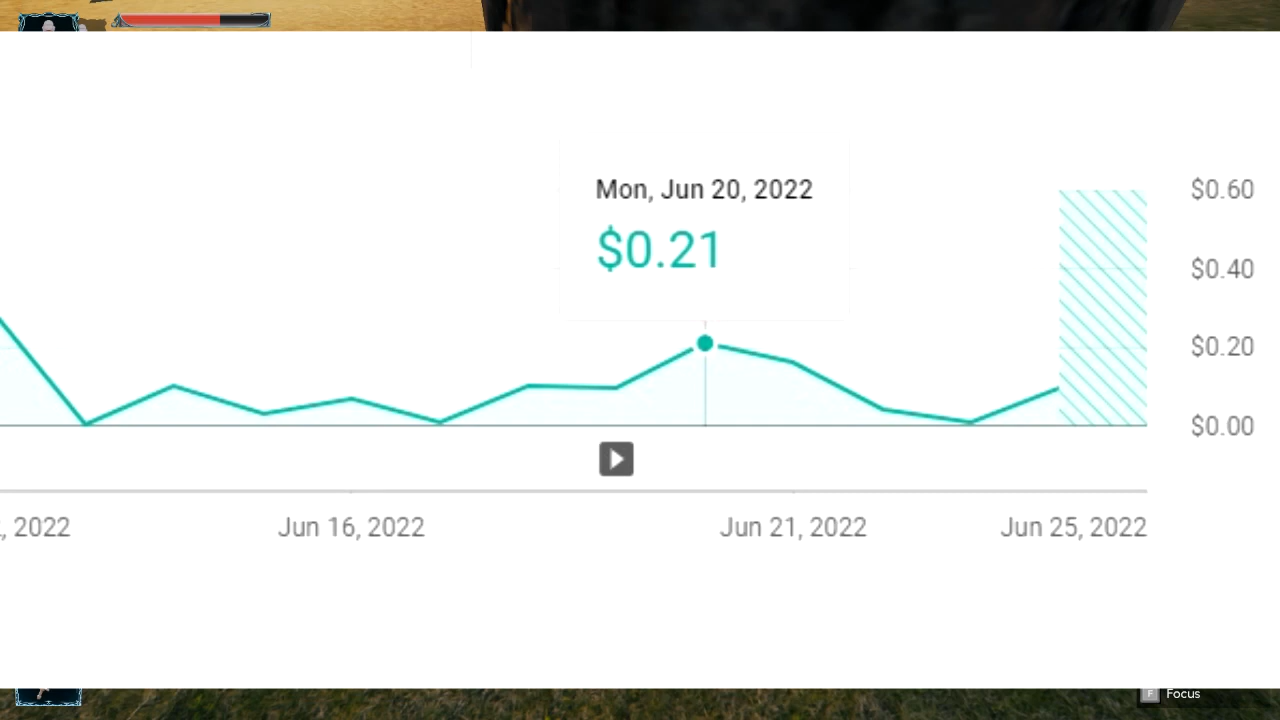 Mon, Jun 20, 2022
$0.21
$0.60
$0.40
$0.20
$0.00
, 2022
Jun 16, 2022
Jun 21, 2022
Jun 25, 2022
F Focus